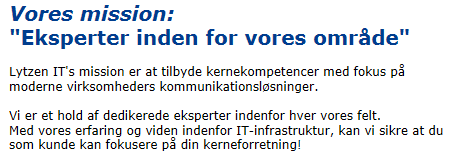 Vores mission:
"Eksperter inden for vores område"
Lytzen IT's mission er at tilbyde kernekompetencer med fokus på
moderne virksomheders kommunikationsløsninger.
Vi er et hold af dedikerede eksperter indenfor hver vores felt.
Med vores erfaring og viden indenfor IT-infrastruktur, kan vi sikre at du
som kunde kan fokusere på din kerneforretning!